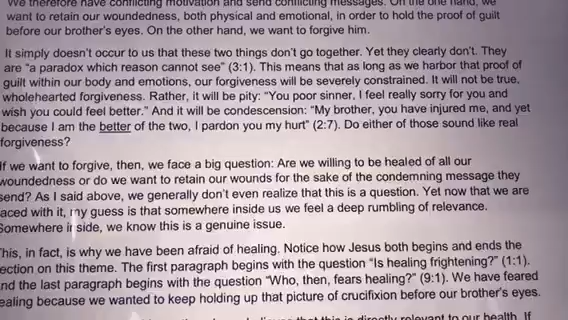 We therefore have conflicting motivation and send conflicting messages. On the one hand, we
want to retain our woundedness, both physical and emotional, in order to hold the proof of guilt
before our brother's eyes. On the other hand, we want to forgive him.
It simply doesn't occur to us that these two things don't go together. Yet they clearly don't. They
are "a paradox which reason cannot see" (3:1). This means that as long as we harbor that proof of
guilt within our body and emotions, our forgiveness will be severely constrained. It will not be true,
wholehearted forgiveness. Rather, it will be pity: "You poor sinner, I feel really sorry for you and
wish you could feel better." And it will be condescension: "My brother, you have injured me, and yet
because I am the better of the two, I pardon you my hurt" (2:7). Do either of those sound like real
forgiveness?
If we want to forgive, then, we face a big question: Are we willing to be healed of all our
woundedness or do we want to retain our wounds for the sake of the condemning message they
send? As I said above, we generally don't even realize that this is a question. Yet now that we are
aced with it, my guess is that somewhere inside us we feel a deep rumbling of relevance.
Somewhere inside, we know this is a genuine issue.
This, in fact, is why we have been afraid of healing. Notice how Jesus both begins and ends the
ection on this theme. The first paragraph begins with the question "Is healing frightening?" (1:1).
nd the last paragraph begins with the question "Who, then, fears healing?" (9:1). We have feared
ealing because we wanted to keep holding up that picture of crucifixion before our brother's eyes.
that this is directly relevant to our health. If